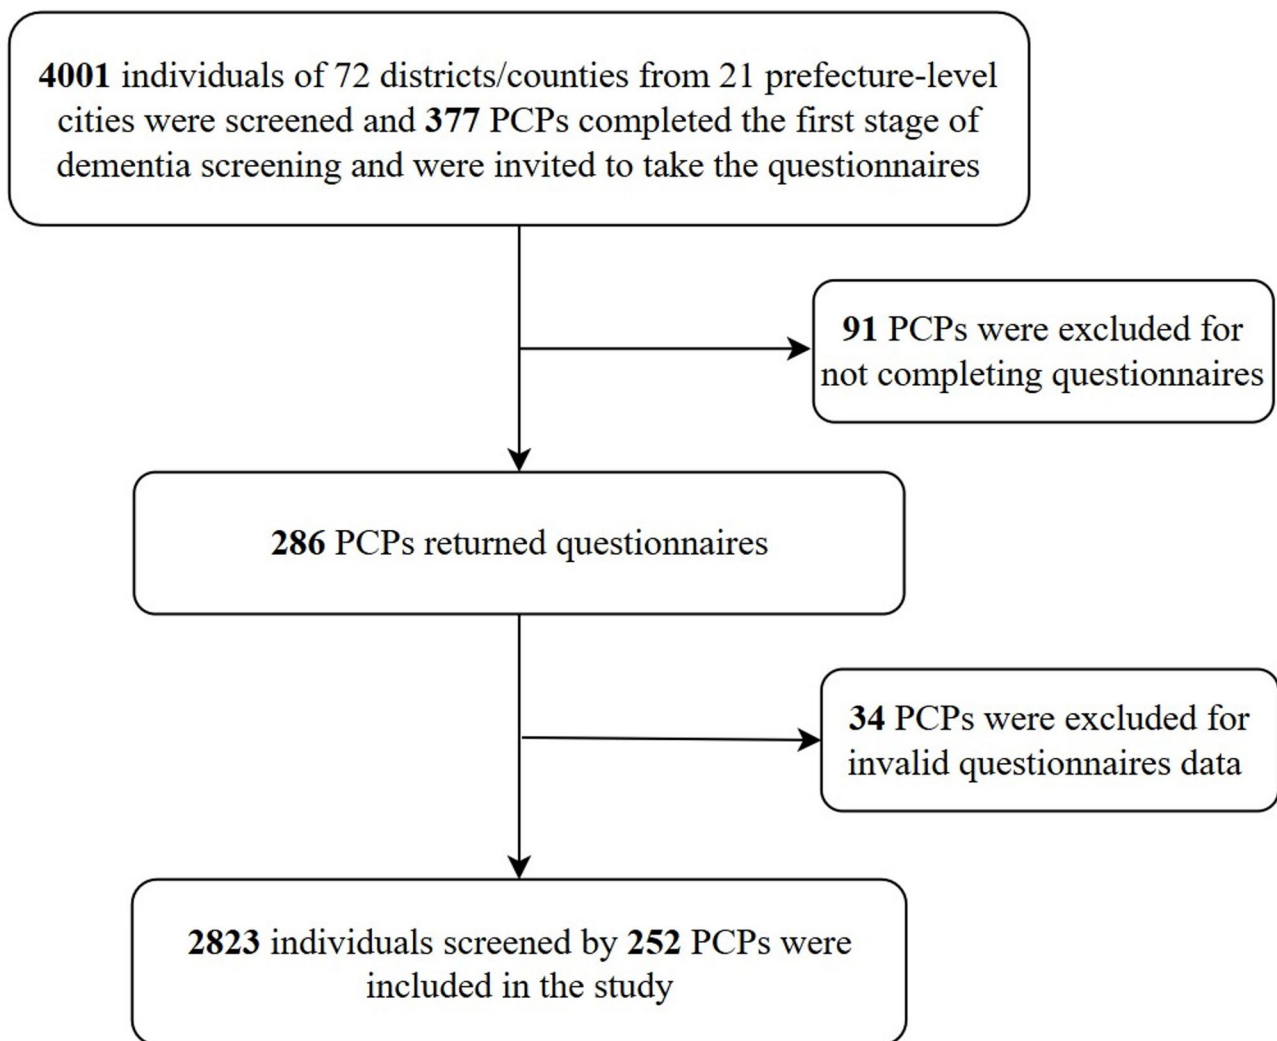 4001 individuals of 72 districts/counties from 21 prefecture-level
cities were screened and 377 PCPs completed the first stage of
dementia screening and were invited to take the questionnaires
91 PCPs were excluded for
not completing questionnaires
286 PCPs returned questionnaires
34 PCPs were excluded for
invalid questionnaires data
2823 individuals screened by 252 PCPs were
included in the study